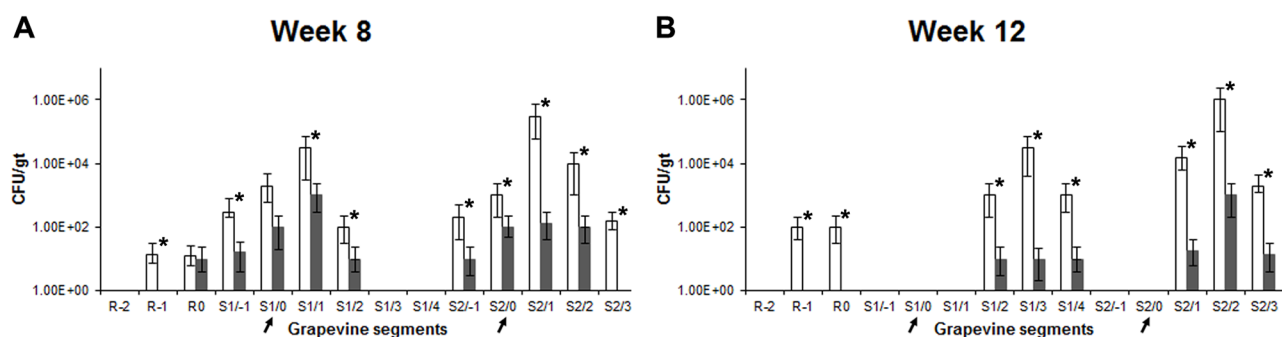 A
Week 8
CFU/gt
1.00E+06
1.00E+04
1.00E+02
1.00E+00
* * * * * * * * *
R-2 R-1 R0 S1/-1 S1/0 S1/1 S1/2 S1/3 S1/4 S2/-1 S2/0 S2/1 S2/2 S2/3
Grapevine segments
B
Week 12
CFU/gt
1.00E+06
1.00E+04
1.00E+02
1.00E+00
* * * * * * * *
R-2 R-1 R0 S1/-1 S1/0 S1/1 S1/2 S1/3 S1/4 S2/-1 S2/0 S2/1 S2/2 S2/3
Grapevine segments